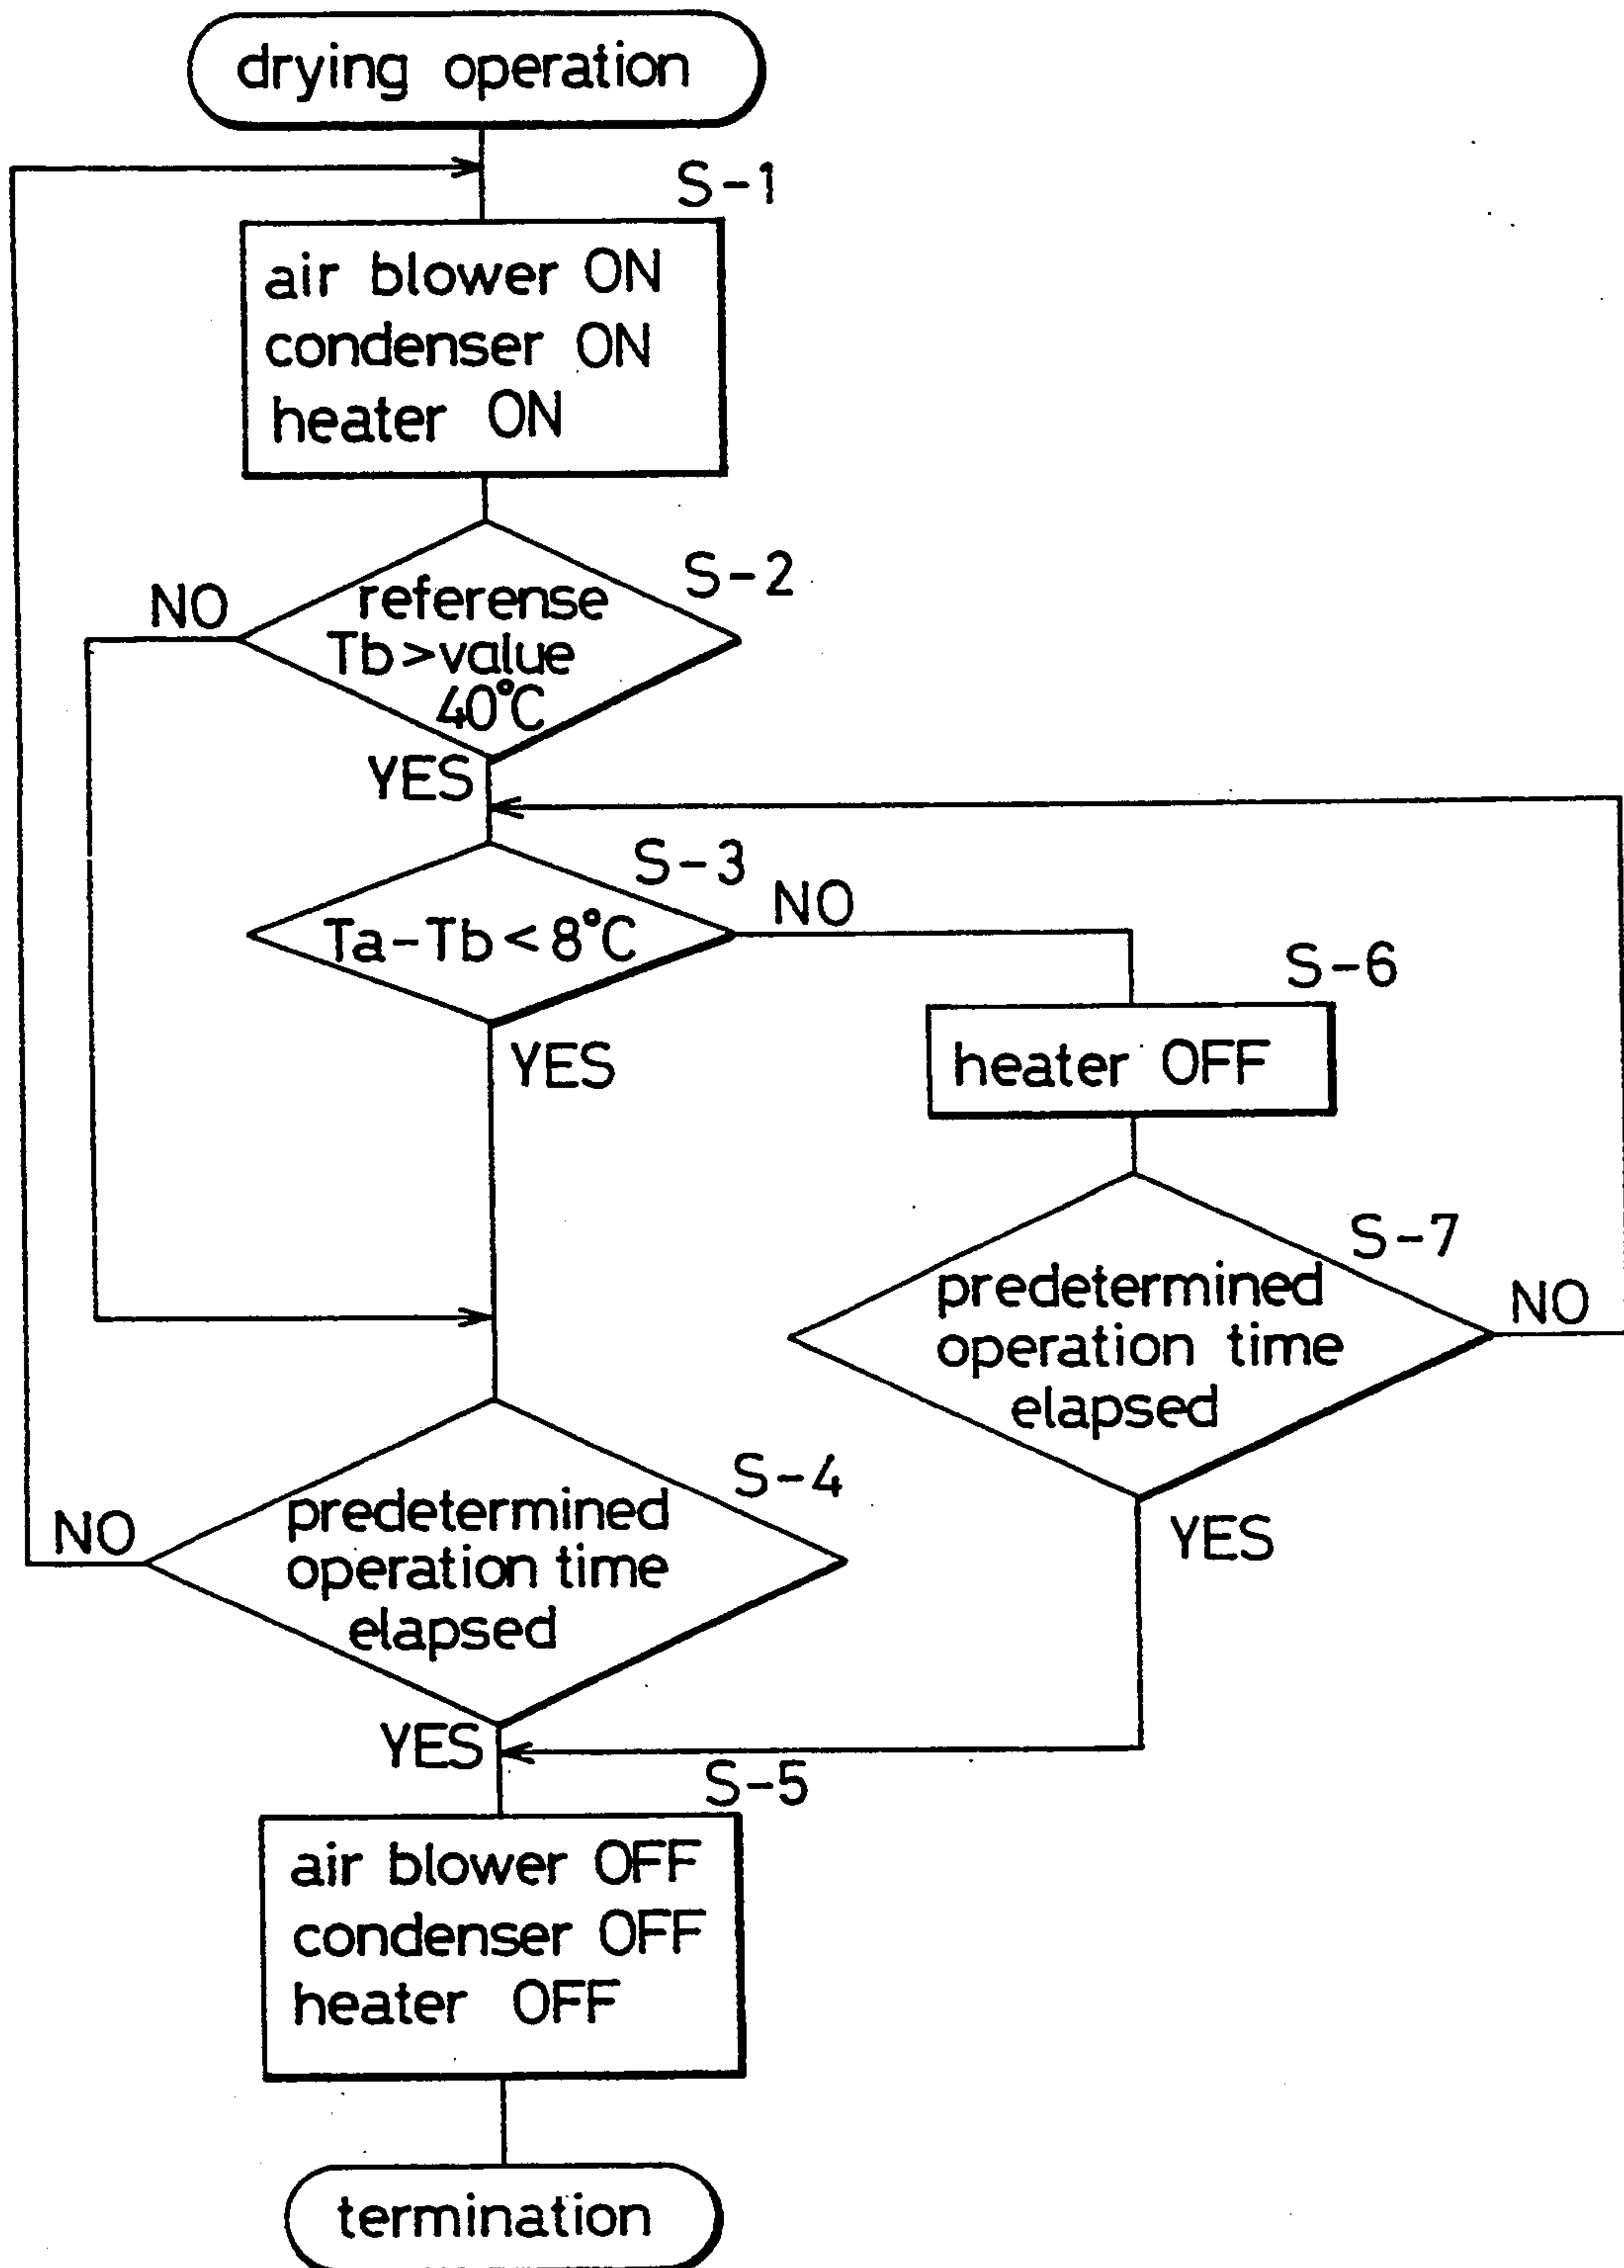 drying operation
S-1
air blower ON
condenser ON
heater ON
S-2
NO
referense
Tb>value
40°C
YES
S-3
NO
Ta-Tb<8°C
YES
S-6
heater OFF
S-7
predetermined
operation time
elapsed
NO
YES
S-4
predetermined
operation time
elapsed
NO
YES
S-5
air blower OFF
condenser OFF
heater OFF
termination